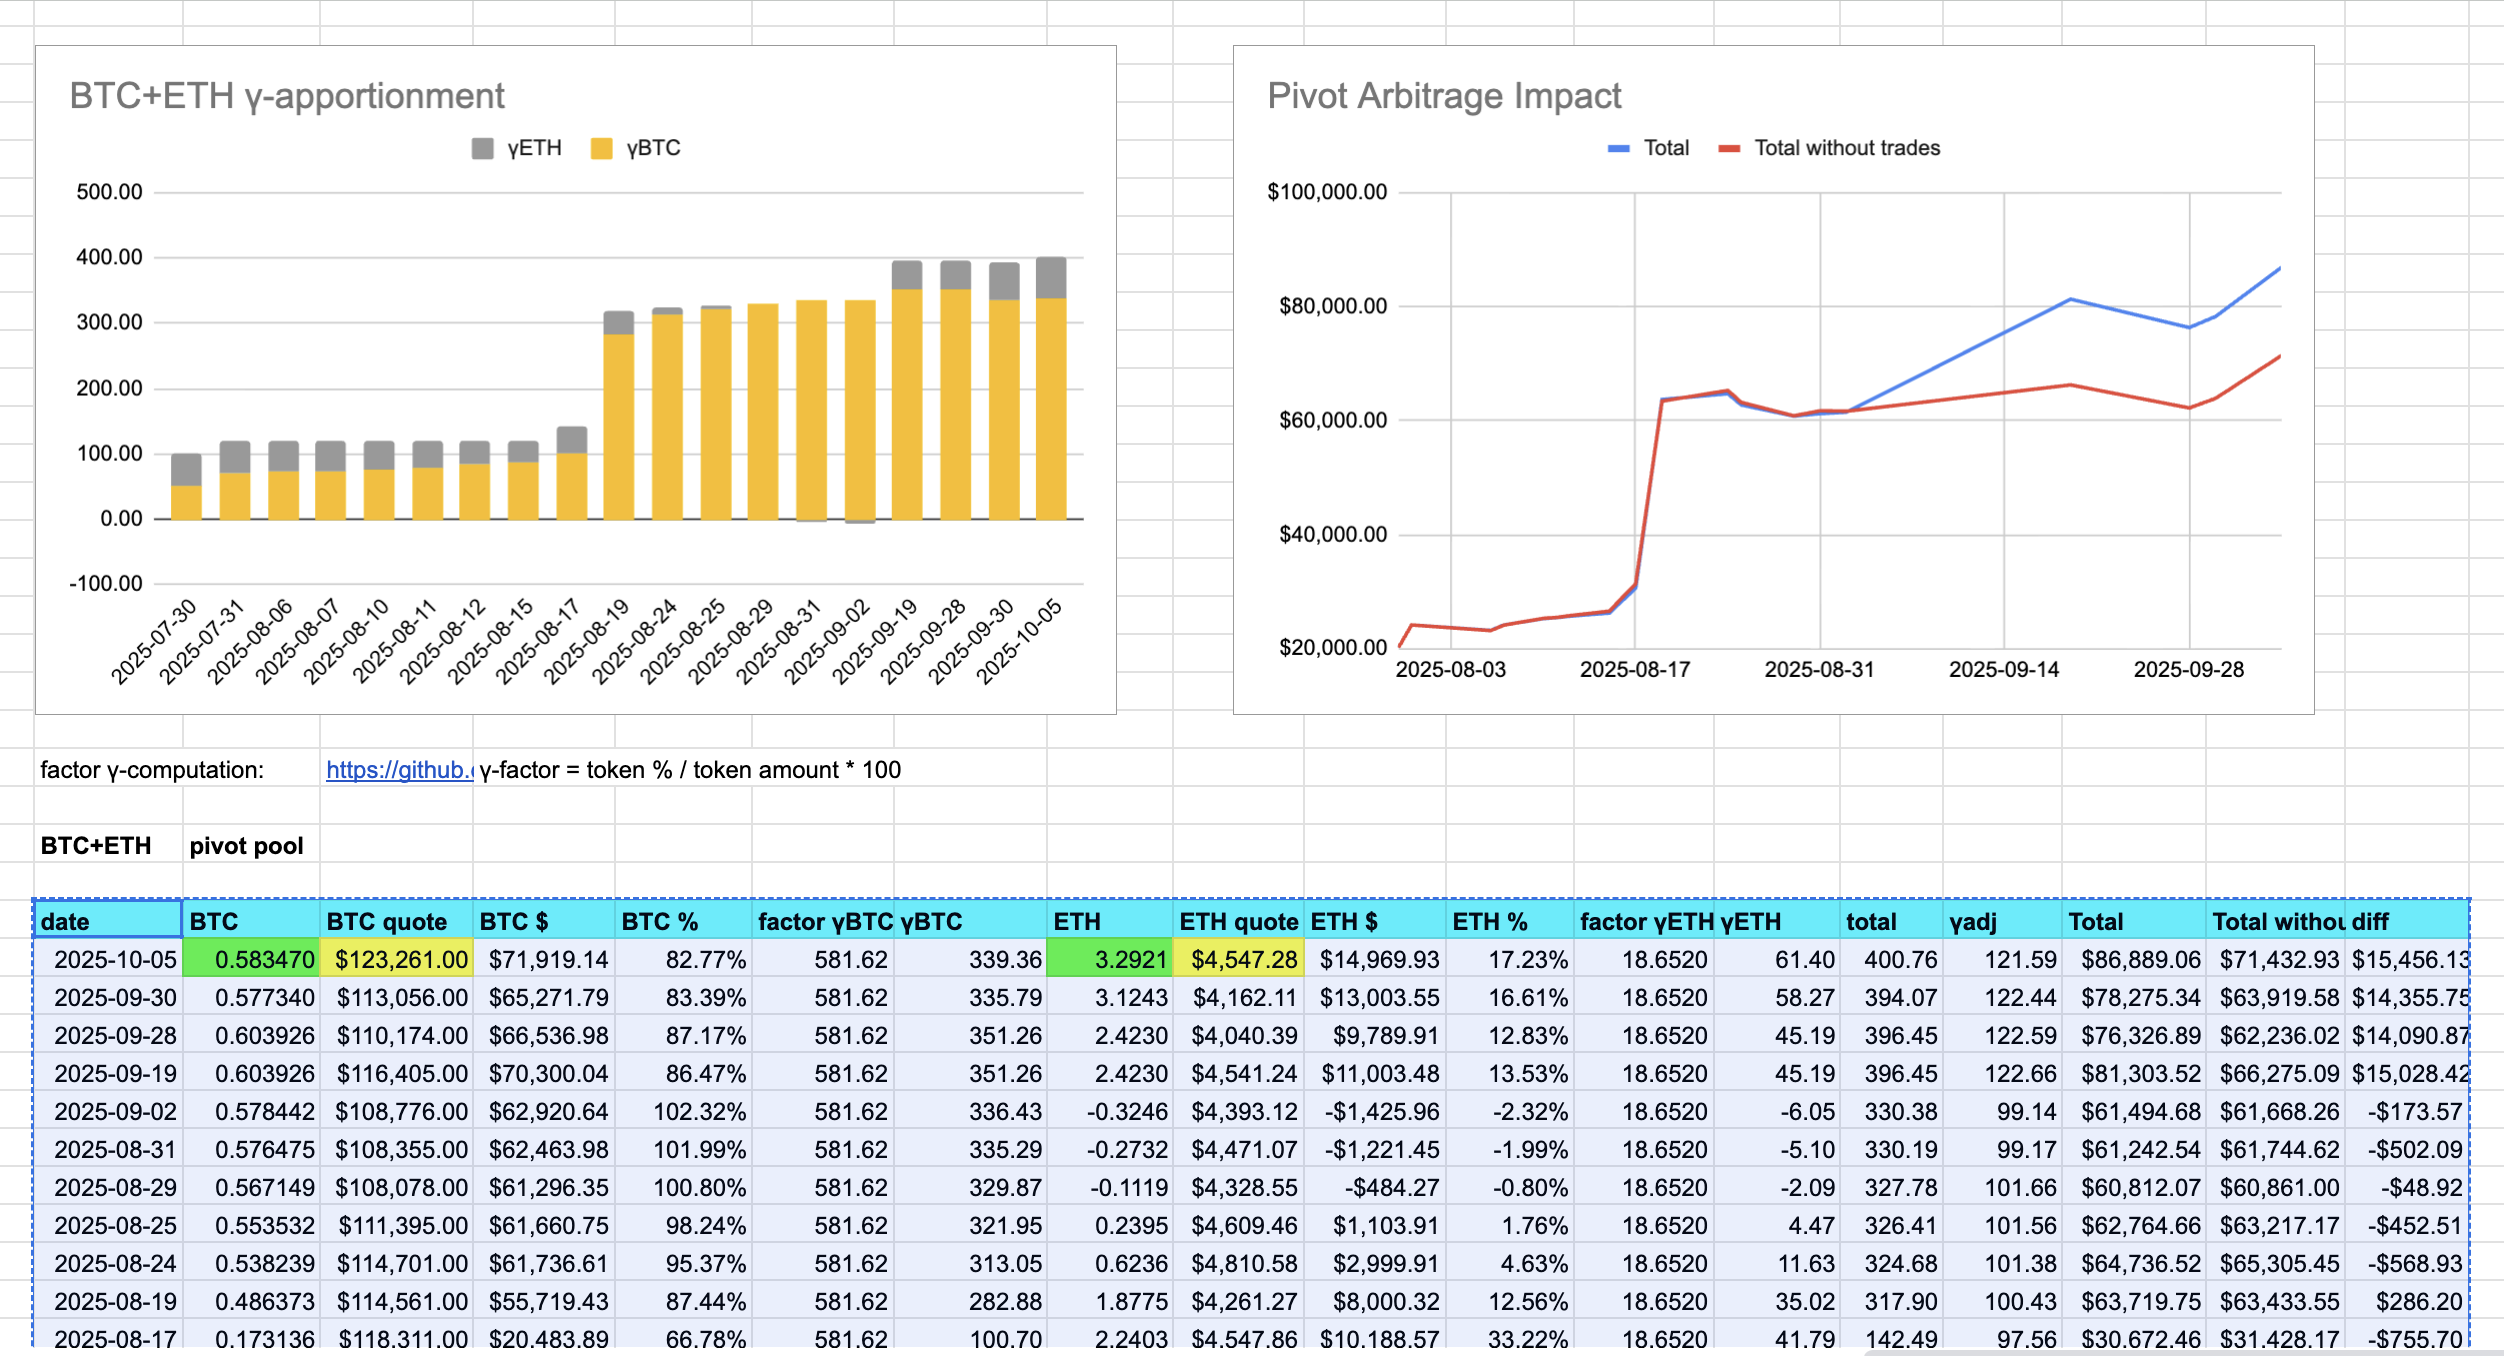 BTC+ETH γ-apportionment
γETH γBTC
500.00
400.00
300.00
200.00
100.00
0.00
-100.00
2025-07-30 2025-07-31 2025-08-06 2025-08-07 2025-08-10 2025-08-11 2025-08-12 2025-08-15 2025-08-17 2025-08-19 2025-08-24 2025-08-25 2025-08-29 2025-08-31 2025-09-02 2025-09-19 2025-09-28 2025-09-30 2025-10-05
Pivot Arbitrage Impact
Total Total without trades
$100,000.00
$80,000.00
$60,000.00
$40,000.00
$20,000.00
2025-08-03 2025-08-17 2025-08-31 2025-09-14 2025-09-28
factor γ-computation: https://github. γ-factor = token % / token amount * 100
BTC+ETH pivot pool
date BTC BTC quote BTC $ BTC % factor γBTC γBTC ETH ETH quote ETH $ ETH % factor γETH γETH total γadj Total Total withou diff
2025-10-05 0.583470 $123,261.00 $71,919.14 82.77% 581.62 339.36 3.2921 $4,547.28 $14,969.93 17.23% 18.6520 61.40 400.76 121.59 $86,889.06 $71,432.93 $15,456.13
2025-09-30 0.577340 $113,056.00 $65,271.79 83.39% 581.62 335.79 3.1243 $4,162.11 $13,003.55 16.61% 18.6520 58.27 394.07 122.44 $78,275.34 $63,919.58 $14,355.75
2025-09-28 0.603926 $110,174.00 $66,536.98 87.17% 581.62 351.26 2.4230 $4,040.39 $9,789.91 12.83% 18.6520 45.19 396.45 122.59 $76,326.89 $62,236.02 $14,090.87
2025-09-19 0.603926 $116,405.00 $70,300.04 86.47% 581.62 351.26 2.4230 $4,541.24 $11,003.48 13.53% 18.6520 45.19 396.45 122.66 $81,303.52 $66,275.09 $15,028.42
2025-09-02 0.578442 $108,776.00 $62,920.64 102.32% 581.62 336.43 -0.3246 $4,393.12 -$1,425.96 -2.32% 18.6520 -6.05 330.38 99.14 $61,494.68 $61,668.26 -$173.57
2025-08-31 0.576475 $108,355.00 $62,463.98 101.99% 581.62 335.29 -0.2732 $4,471.07 -$1,221.45 -1.99% 18.6520 -5.10 330.19 99.17 $61,242.54 $61,744.62 -$502.09
2025-08-29 0.567149 $108,078.00 $61,296.35 100.80% 581.62 329.87 -0.1119 $4,328.55 -$484.27 -0.80% 18.6520 -2.09 327.78 101.66 $60,812.07 $60,861.00 -$48.92
2025-08-25 0.553532 $111,395.00 $61,660.75 98.24% 581.62 321.95 0.2395 $4,609.46 $1,103.91 1.76% 18.6520 4.47 326.41 101.56 $62,764.66 $63,217.17 -$452.51
2025-08-24 0.538239 $114,701.00 $61,736.61 95.37% 581.62 313.05 0.6236 $4,810.58 $2,999.91 4.63% 18.6520 11.63 324.68 101.38 $64,736.52 $65,305.45 -$568.93
2025-08-19 0.486373 $114,561.00 $55,719.43 87.44% 581.62 282.88 1.8775 $4,261.27 $8,000.32 12.56% 18.6520 35.02 317.90 100.43 $63,719.75 $63,433.55 $286.20
2025-08-17 0.173136 $118,311.00 $20,483.89 66.78% 581.62 100.70 2.2403 $4,547.86 $10,188.57 33.22% 18.6520 41.79 142.49 97.56 $30,672.46 $31,428.17 -$755.70